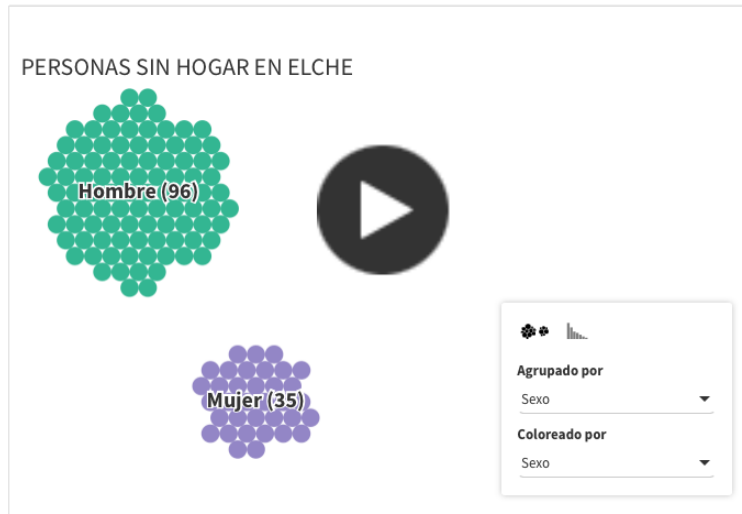 PERSONAS SIN HOGAR EN ELCHE
Hombre (96)
Mujer (35)
Agrupado por
Sexo
Coloreado por
Sexo